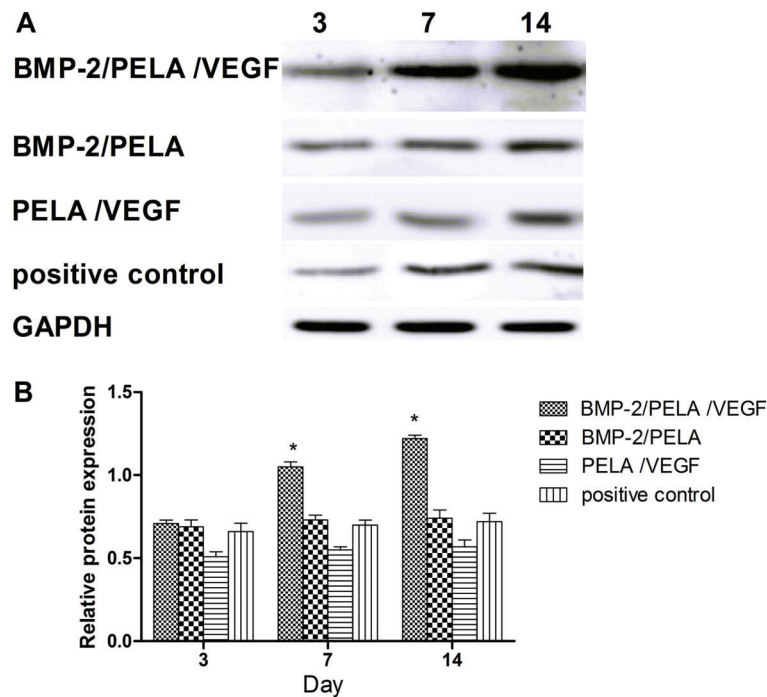 A
3 7 14
BMP-2/PELA /VEGF
BMP-2/PELA
PELA /VEGF
positive control
GAPDH
B
Relative protein expression
1.5
1.0
0.5
0.0
* *
3 7 14
Day
BMP-2/PELA /VEGF
BMP-2/PELA
PELA /VEGF
positive control